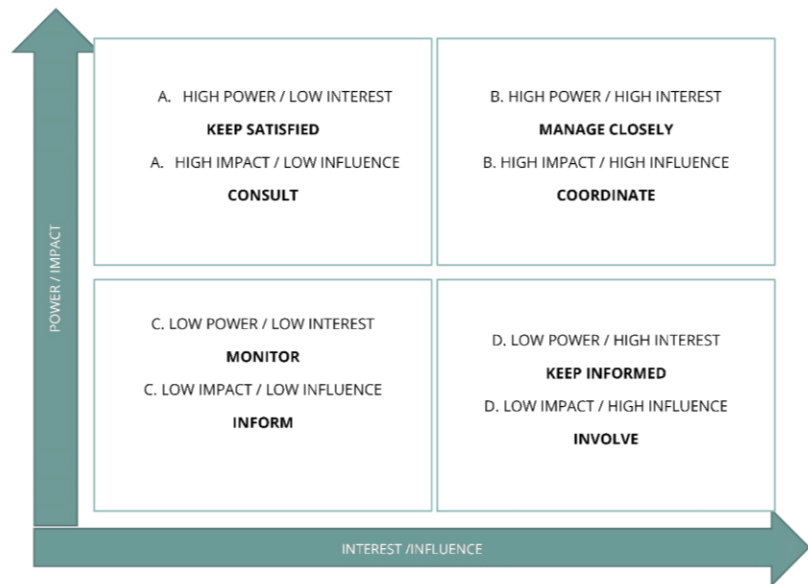 A. HIGH POWER / LOW INTEREST
KEEP SATISFIED
A. HIGH IMPACT / LOW INFLUENCE
CONSULT
B. HIGH POWER / HIGH INTEREST
MANAGE CLOSELY
B. HIGH IMPACT / HIGH INFLUENCE
COORDINATE
POWER / IMPACT
C. LOW POWER / LOW INTEREST
MONITOR
C. LOW IMPACT / LOW INFLUENCE
INFORM
D. LOW POWER / HIGH INTEREST
KEEP INFORMED
D. LOW IMPACT / HIGH INFLUENCE
INVOLVE
INTEREST /INFLUENCE